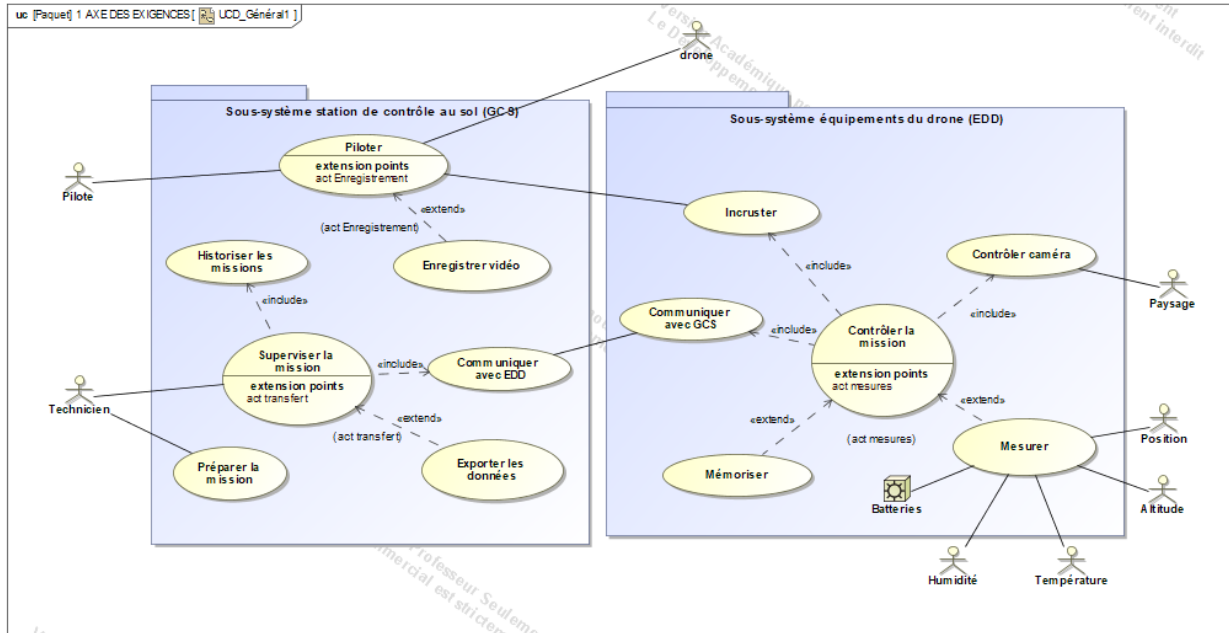 uc [Paquet] 1 AXE DES EXIGENCES [ UCD_Général1 ]
drone
Sous-système station de contrôle au sol (GCS)
Sous-système équipements du drone (EDD)
Piloter
extension points
act Enregistrement
Pilote
«extend»
(act Enregistrement)
Incruster
Historiser les
missions
Enregistrer vidéo
Contrôler caméra
«include»
«include»
Paysage
«include»
Communiquer
avec GCS
«include»
Contrôler la
mission
extension points
act mesures
Superviser la
mission
extension points
act transfert
«include»
Communiquer
avec EDD
Technicien
«extend»
(act transfert)
«extend»
«extend»
(act mesures)
Position
Préparer la
mission
Exporter les
données
Mémoriser
Mesurer
Batteries
Altitude
Humidité
Température
Professeur Seulement